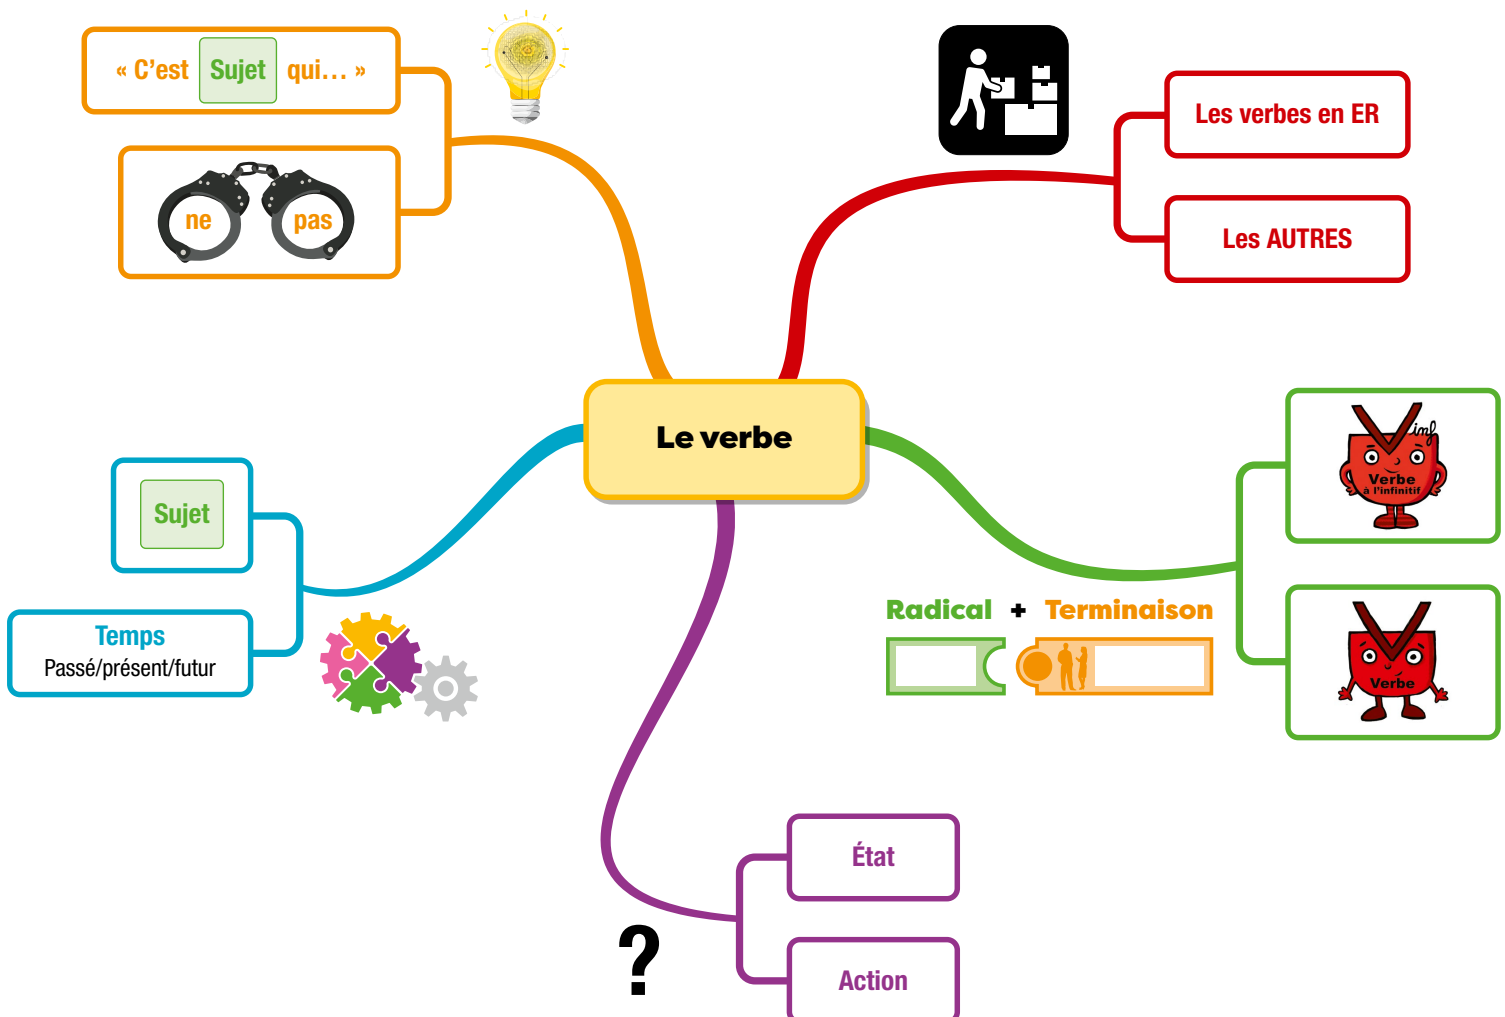 « C'est Sujet qui… »
ne pas
Les verbes en ER
Les AUTRES
Le verbe
inf
Verbe
à l'infinitif
Sujet
Temps
Passé/présent/futur
Radical + Terminaison
Verbe
État
?
Action